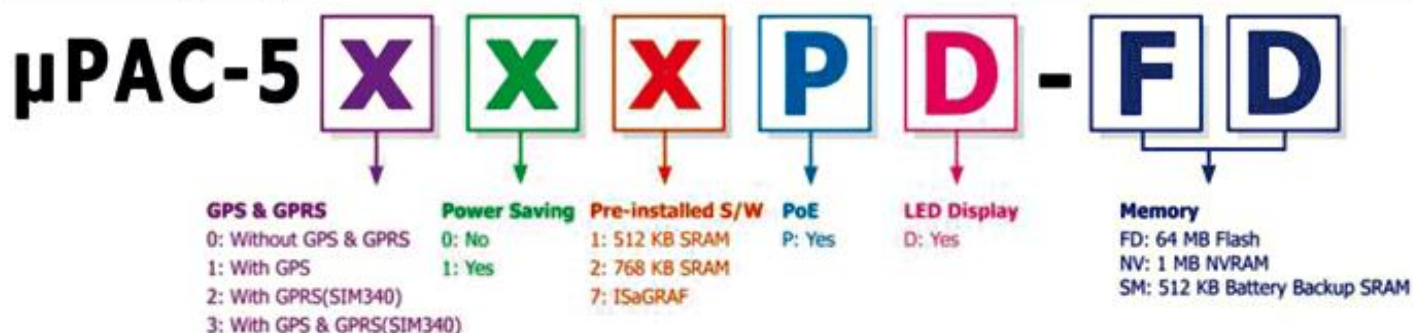 µPAC-5 X X X P D - F D
GPS & GPRS
0: Without GPS & GPRS
1: With GPS
2: With GPRS(SIM340)
3: With GPS & GPRS(SIM340)
Power Saving
0: No
1: Yes
Pre-installed S/W
1: 512 KB SRAM
2: 768 KB SRAM
7: ISaGRAF
PoE
P: Yes
LED Display
D: Yes
Memory
FD: 64 MB Flash
NV: 1 MB NVRAM
SM: 512 KB Battery Backup SRAM